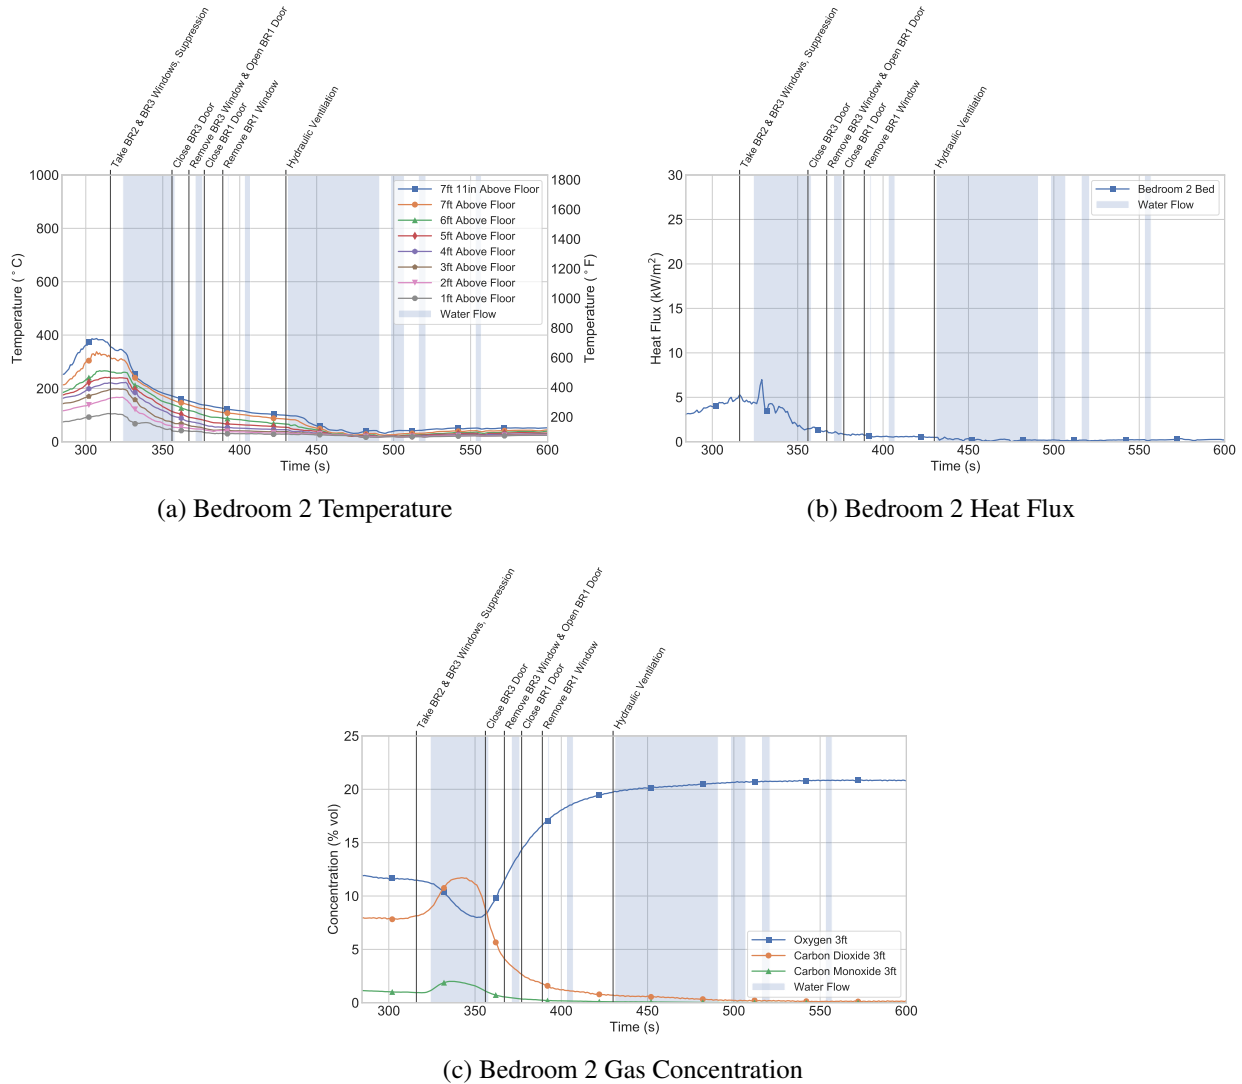 Take BR2 & BR3 Windows, Suppression
Close BR3 Door
Remove BR3 Window & Open BR1 Door
Close BR1 Door
Remove BR1 Window
Hydraulic Ventilation
1000
800
600
400
200
0
Temperature (°C)
300
350
400
450
500
550
600
Time (s)
1800
1600
1400
1200
1000
800
600
400
200
Temperature (°F)
7ft 11in Above Floor
7ft Above Floor
6ft Above Floor
5ft Above Floor
4ft Above Floor
3ft Above Floor
2ft Above Floor
1ft Above Floor
Water Flow
(a) Bedroom 2 Temperature
Take BR2 & BR3 Windows, Suppression
Close BR3 Door
Remove BR3 Window & Open BR1 Door
Close BR1 Door
Remove BR1 Window
Hydraulic Ventilation
30
25
20
15
10
5
0
Heat Flux (kW/m²)
300
350
400
450
500
550
600
Time (s)
Bedroom 2 Bed
Water Flow
(b) Bedroom 2 Heat Flux
Take BR2 & BR3 Windows, Suppression
Close BR3 Door
Remove BR3 Window & Open BR1 Door
Close BR1 Door
Remove BR1 Window
Hydraulic Ventilation
25
20
15
10
5
0
Concentration (% vol)
300
350
400
450
500
550
600
Time (s)
Oxygen 3ft
Carbon Dioxide 3ft
Carbon Monoxide 3ft
Water Flow
(c) Bedroom 2 Gas Concentration